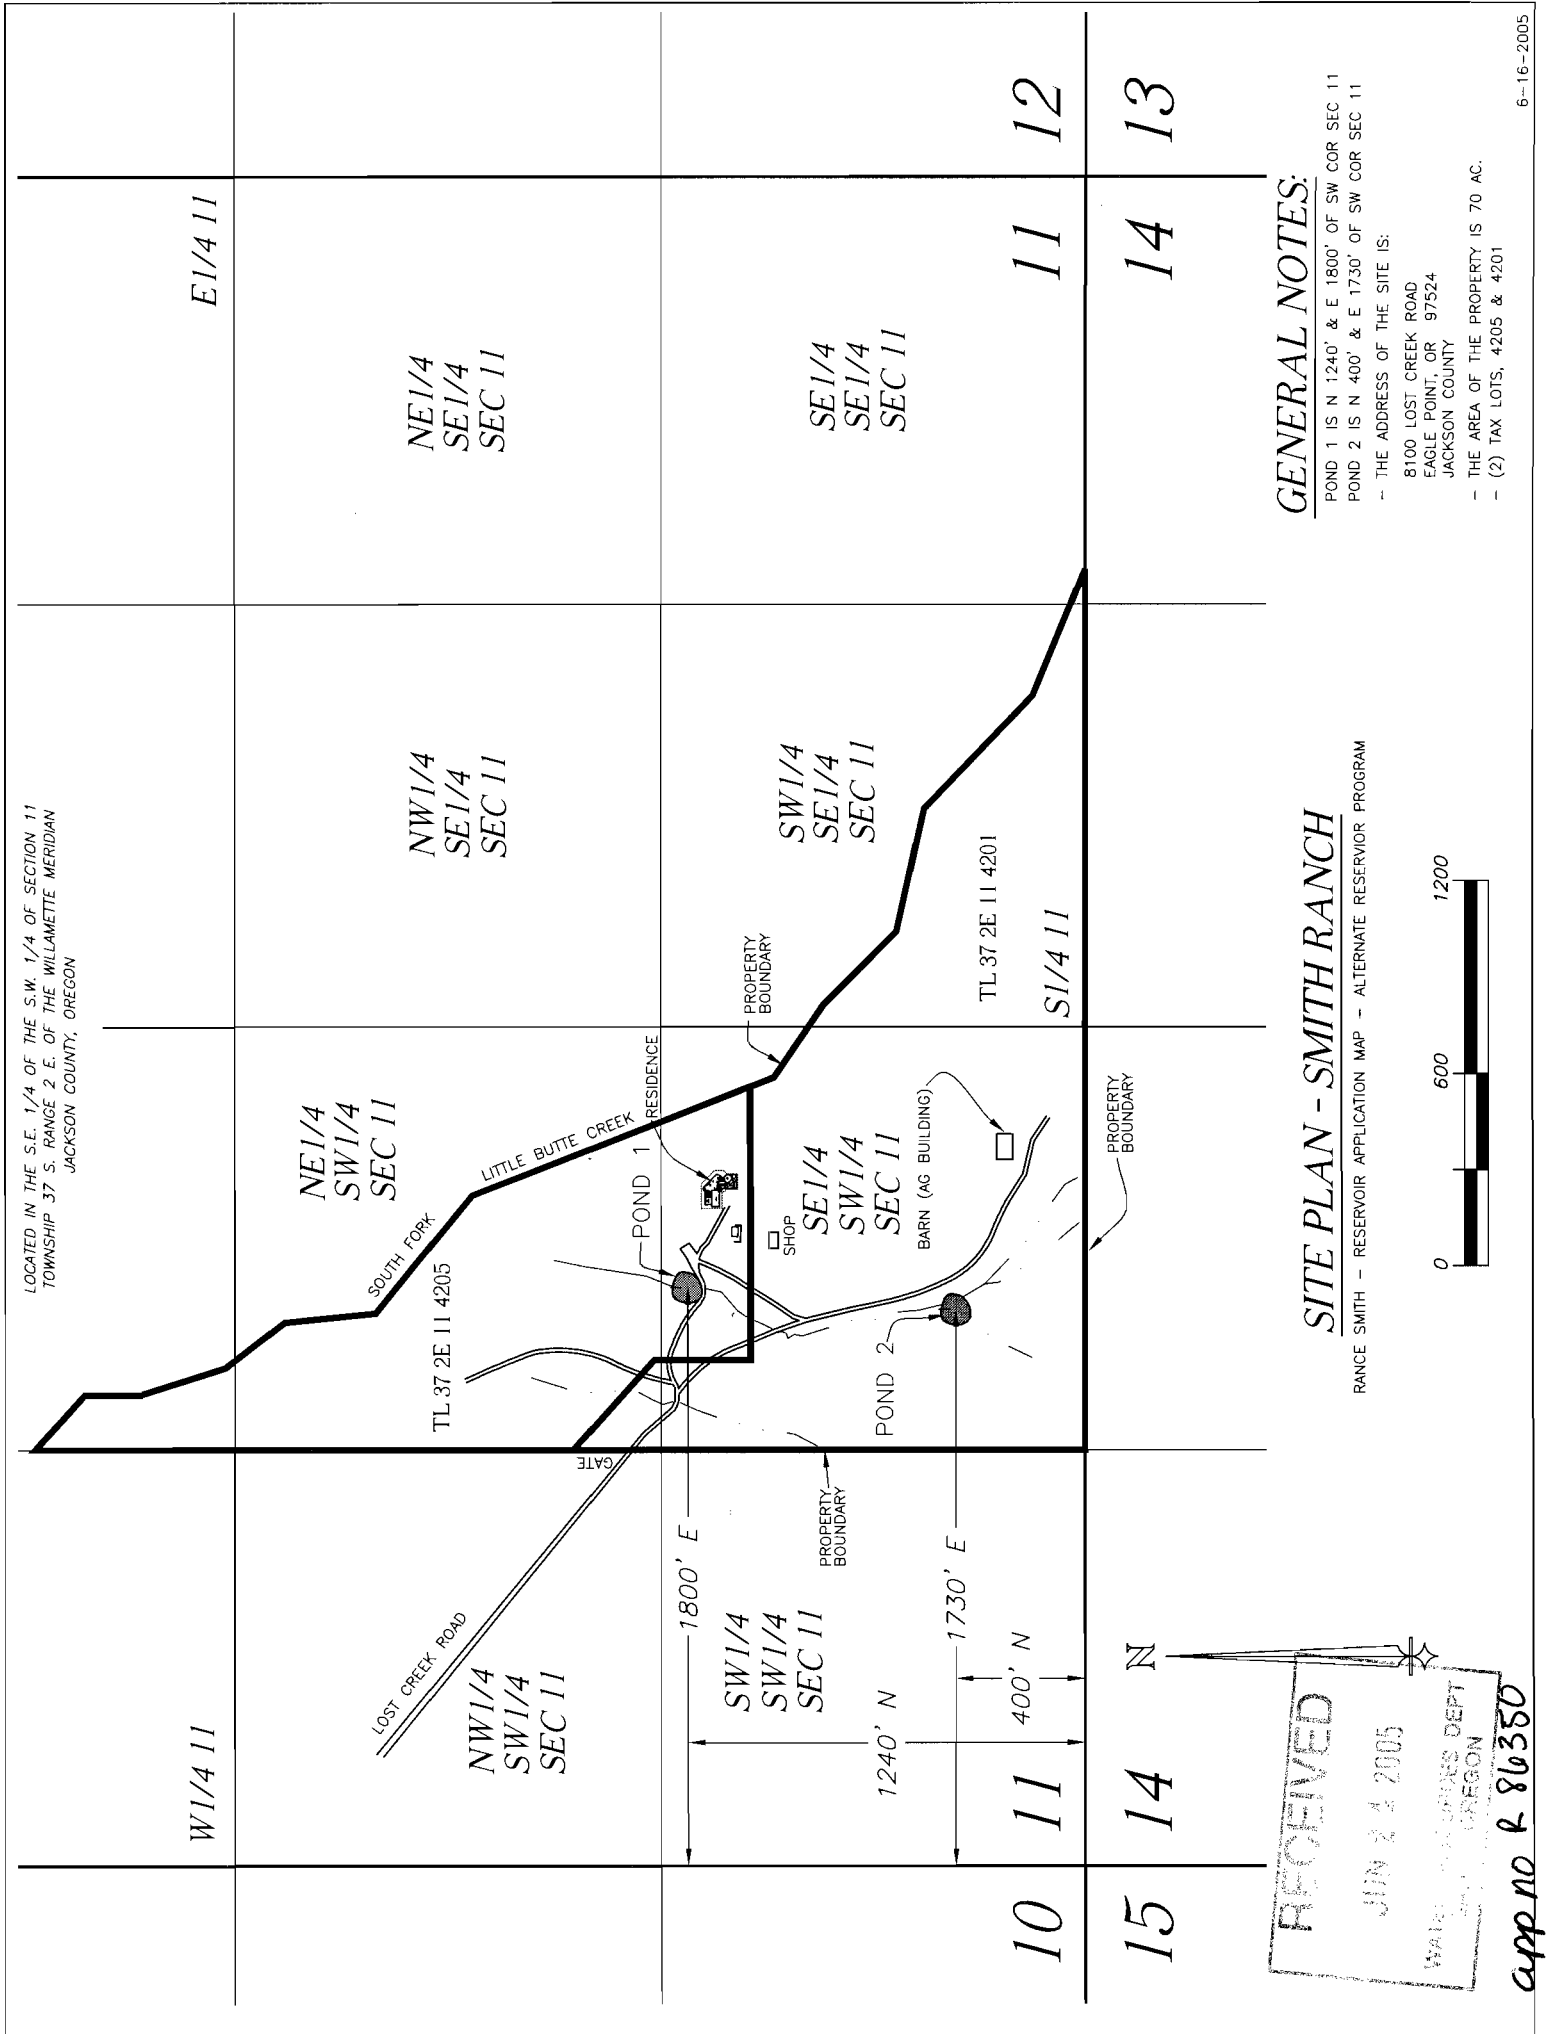 LOCATED IN THE S.E. 1/4 OF THE S.W. 1/4 OF SECTION 11
TOWNSHIP 37 S. RANGE 2 E. OF THE WILLAMETTE MERIDIAN
JACKSON COUNTY, OREGON
W1/4 11
E1/4 11
NE1/4
SW1/4
SEC 11
NW1/4
SE1/4
SEC 11
NE1/4
SE1/4
SEC 11
LOST CREEK ROAD
NW1/4
SW1/4
SEC 11
GATE
TL 37 2E 11 4205
SOUTH FORK
LITTLE BUTTE CREEK
POND 1
RESIDENCE
PROPERTY
BOUNDARY
1800' E
SW1/4
SW1/4
SEC 11
PROPERTY
BOUNDARY
SHOP
SE1/4
SW1/4
SEC 11
SW1/4
SE1/4
SEC 11
SE1/4
SE1/4
SEC 11
POND 2
BARN (AG BUILDING)
TL 37 2E 11 4201
1240' N
1730' E
400' N
S1/4 11
10
11
11
12
15
14
14
13
PROPERTY
BOUNDARY
N
SITE PLAN - SMITH RANCH
RANCE SMITH - RESERVOIR APPLICATION MAP - ALTERNATE RESERVIOR PROGRAM
0
600
1200
GENERAL NOTES:
POND 1 IS N 1240' & E 1800' OF SW COR SEC 11
POND 2 IS N 400' & E 1730' OF SW COR SEC 11
- THE ADDRESS OF THE SITE IS:
8100 LOST CREEK ROAD
EAGLE POINT, OR 97524
JACKSON COUNTY
- THE AREA OF THE PROPERTY IS 70 AC.
- (2) TAX LOTS, 4205 & 4201
RECEIVED
JUN 24 2005
DEPT
OREGON
app no R 86350
6-16-2005